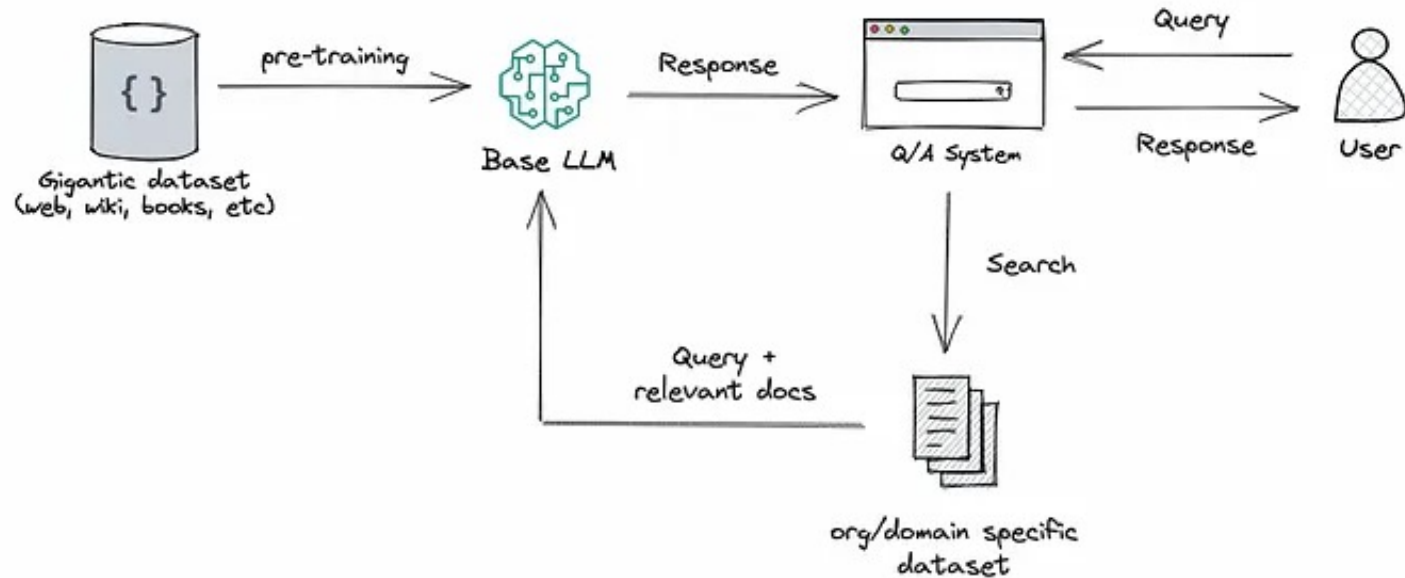 { }
pre-training
Response
Query
Gigantic dataset
(web, wiki, books, etc)
Base LLM
Q/A System
Response
User
Search
Query +
relevant docs
org/domain specific
dataset